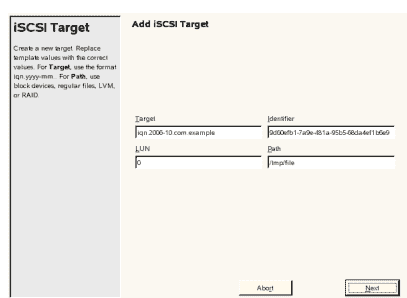 iSCSI Target
Create a new target. Replace
template values with the correct
values. For Target, use the format
iqn.yyyy-mm. For Path, use
block devices, regular files, LVM,
or RAID.
Add iSCSI Target
Target
iqn.2006-10.com.example
Identifier
9d60efb1-7a9e-481a-95b5-68da4ef1b6e9
LUN
0
Path
/tmp/file
Abort
Next